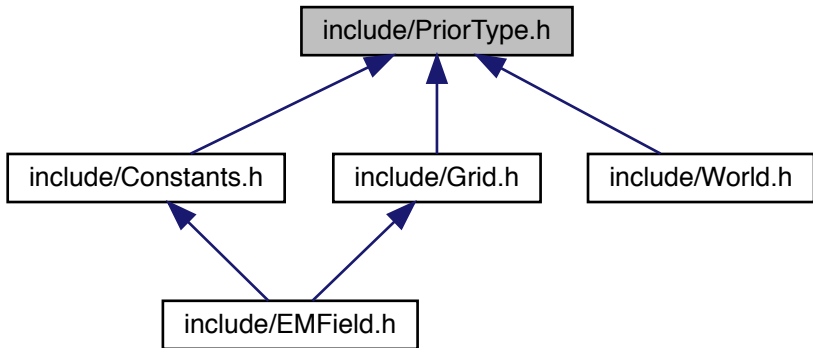 include/PriorType.h
include/Constants.h
include/Grid.h
include/World.h
include/EMField.h